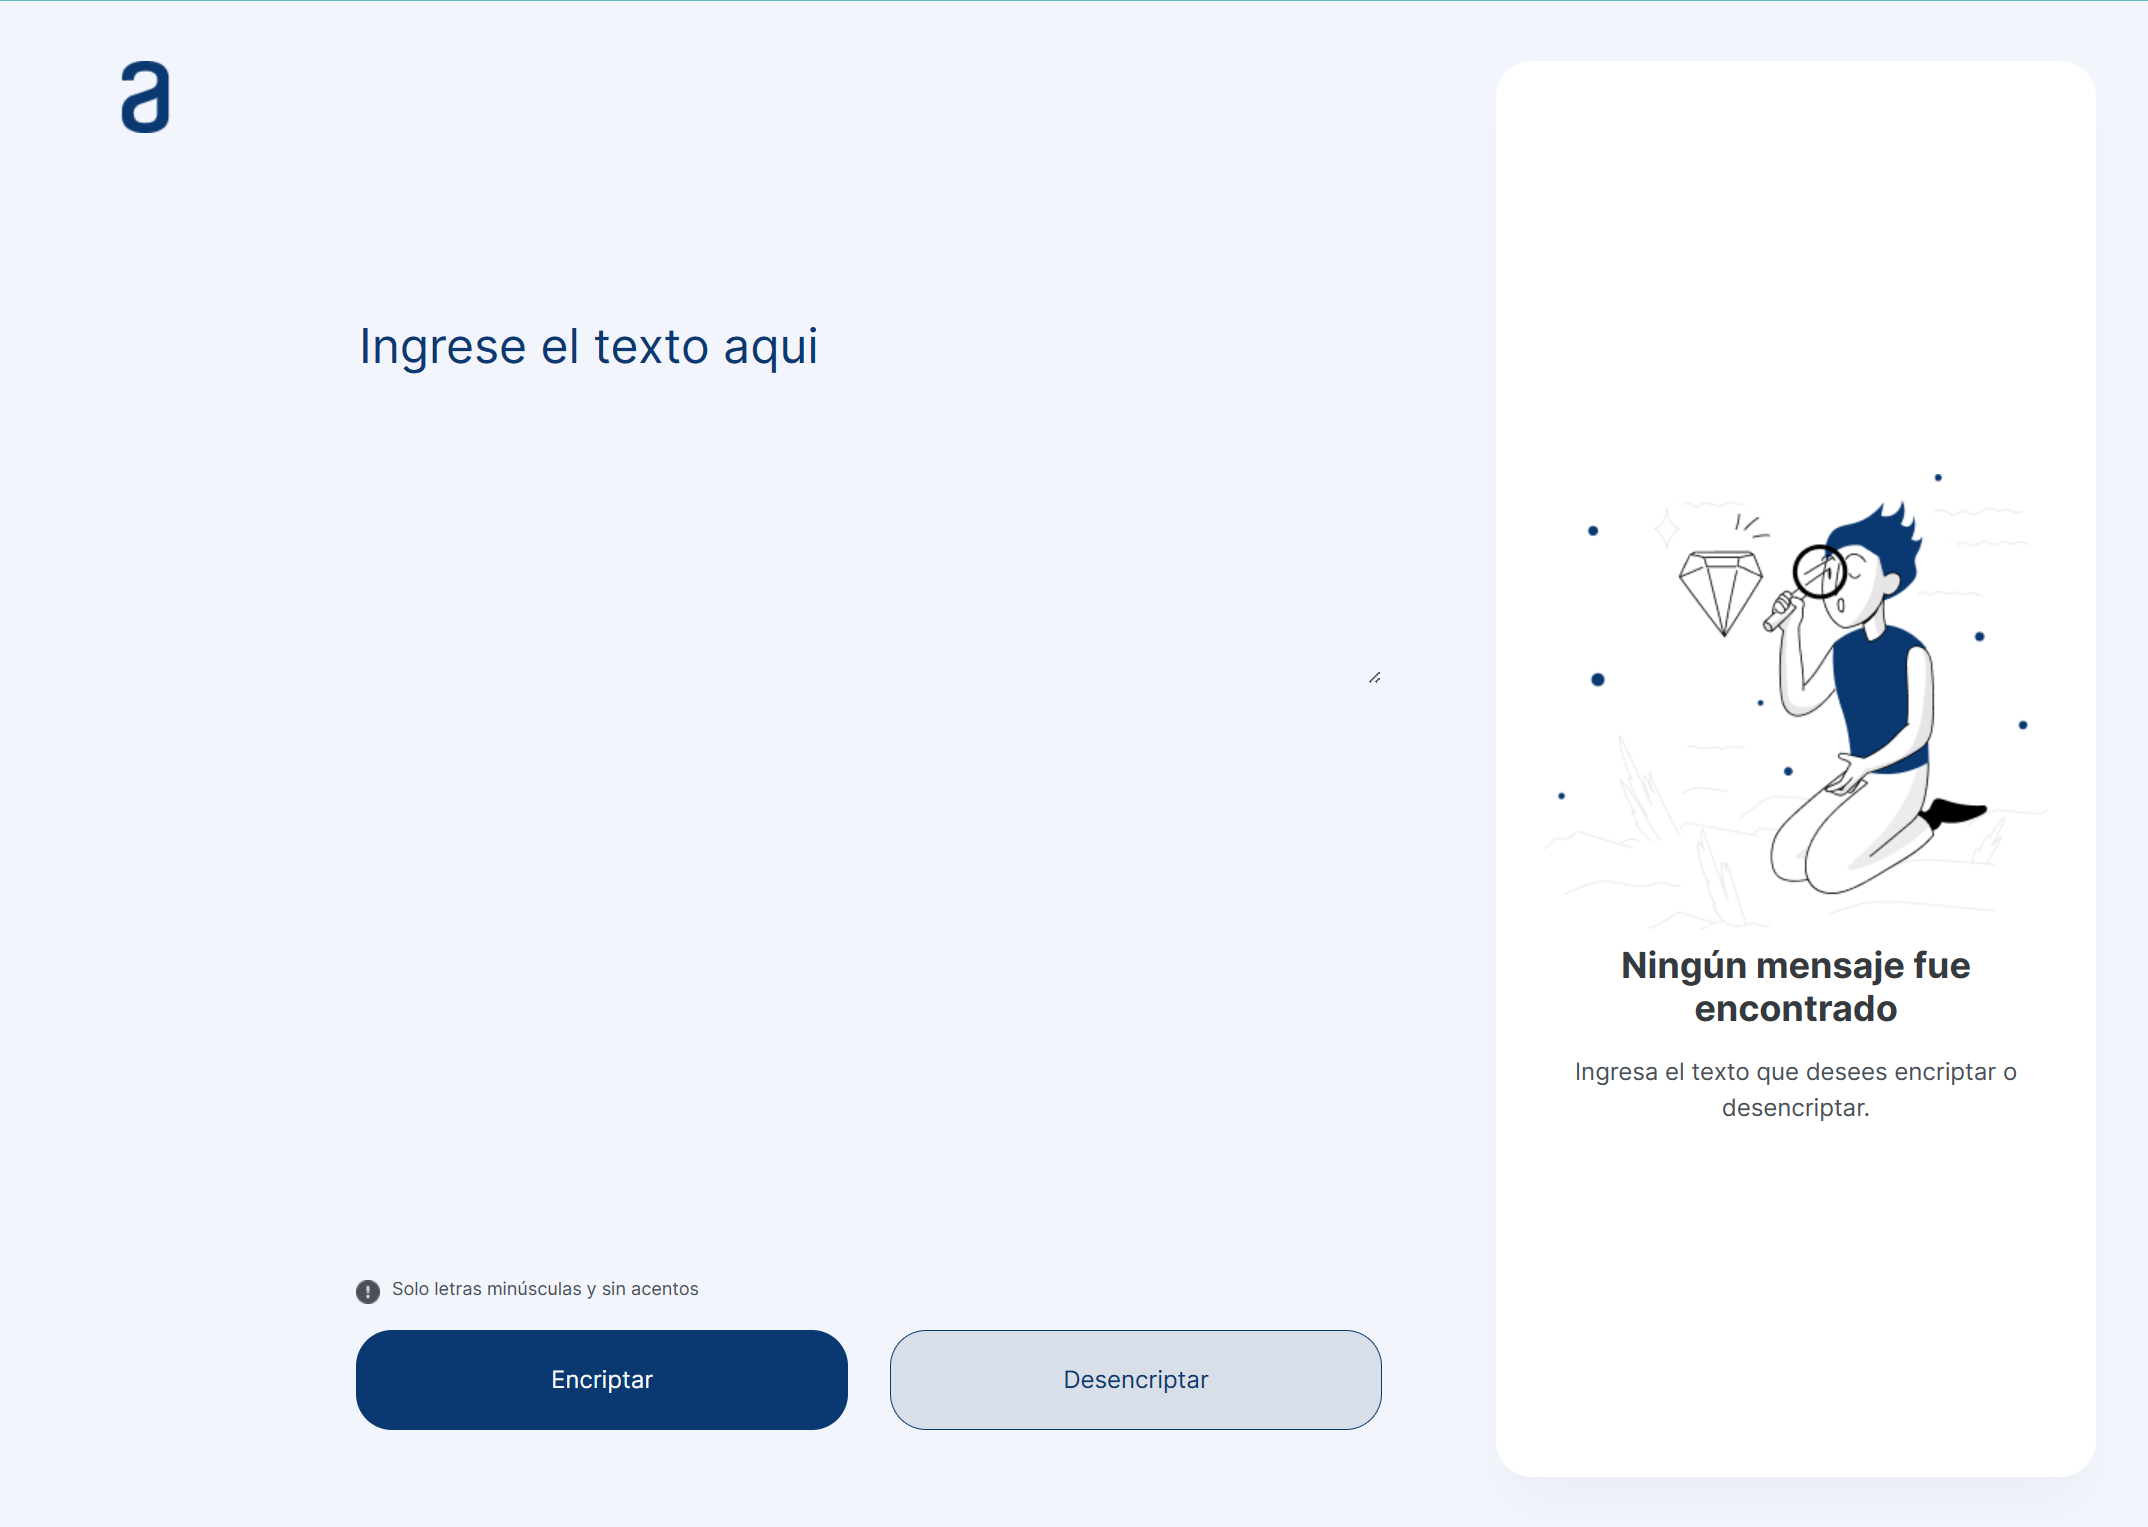 a
Ingrese el texto aqui
Ningún mensaje fue
encontrado
Ingresa el texto que desees encriptar o
desencriptar.
Solo letras minúsculas y sin acentos
Encriptar
Desencriptar